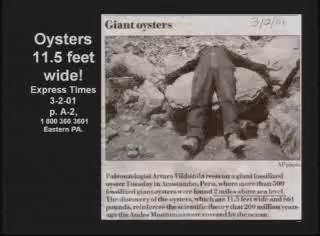 Oysters
11.5 feet
wide!
Express Times
3-2-01
p. A-2,
1 800 360 3601
Eastern PA.
Giant oysters
3/2/01
AP photo
Paleontologist Arturo rests on a giant fossilized
oyster Tuesday in Acostambo, Peru, where more than 500
fossilized giant oysters were found 2 miles above sea level.
The discovery of the oysters, which are 11.5 feet wide and 661
pounds, reinforces the scientific theory that 200 million years
ago the Andes Mountains were covered by the ocean.